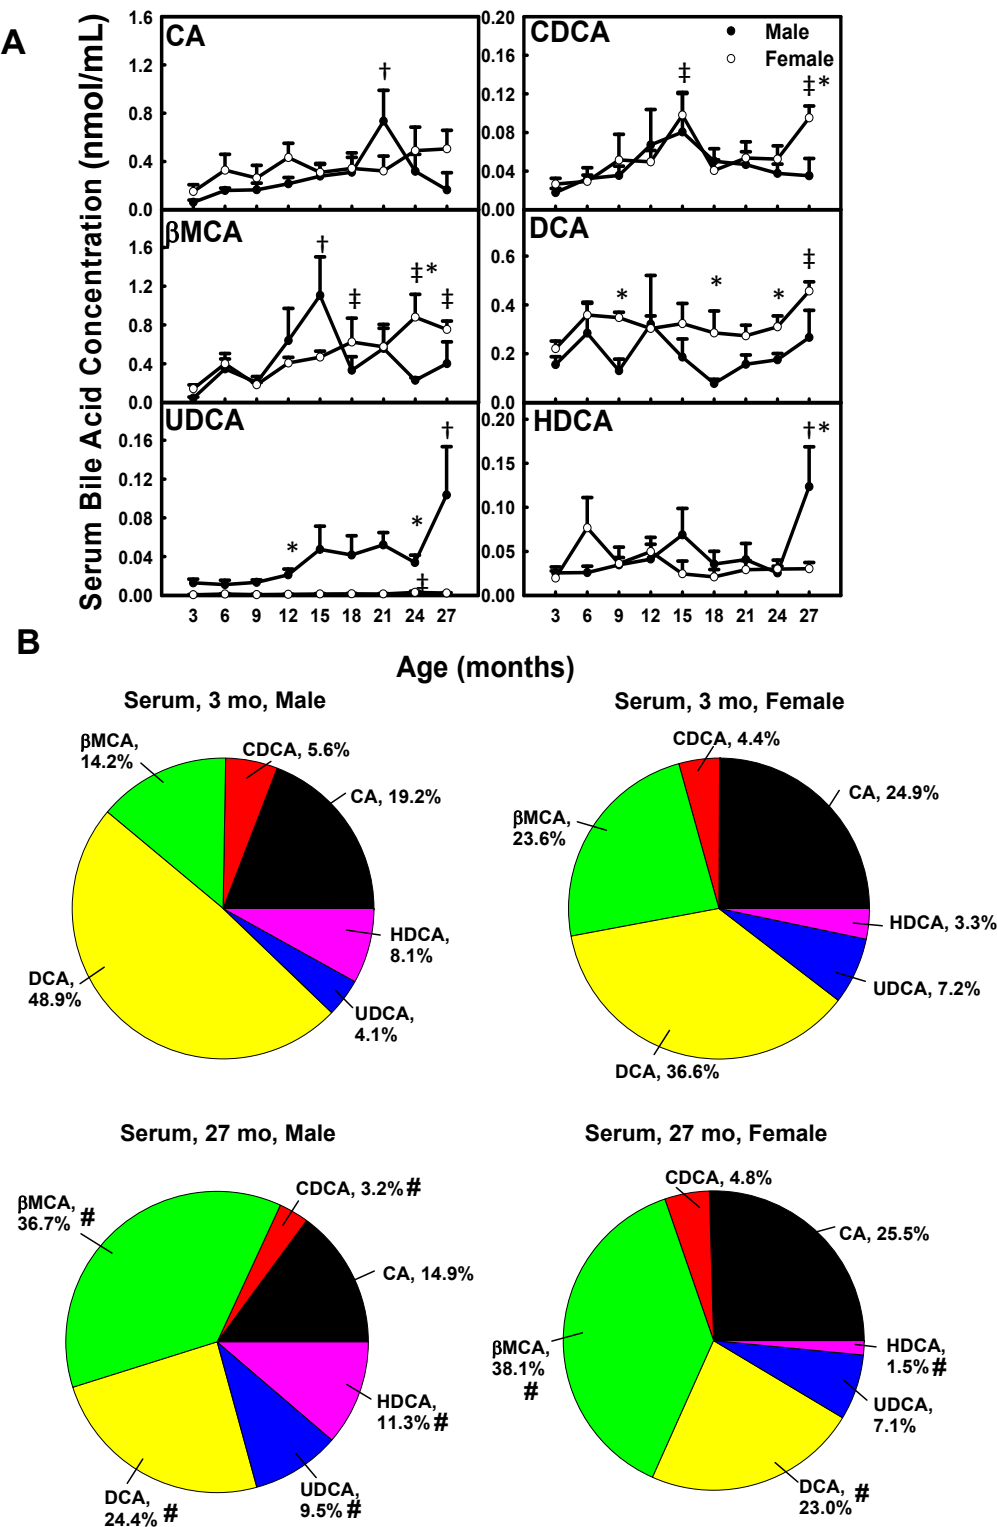 A
Serum Bile Acid Concentration (nmol/mL)
CA
1.6
1.2
0.8
0.4
0.0
†
CDCA
0.20
0.16
0.12
0.08
0.04
0.00
Male
Female
‡
‡*
βMCA
1.6
1.2
0.8
0.4
0.0
†
‡
‡*
‡
DCA
0.6
0.4
0.2
0.0
*
*
*
‡
UDCA
0.16
0.12
0.08
0.04
0.00
*
*
†
‡
3 6 9 12 15 18 21 24 27
HDCA
0.20
0.15
0.10
0.05
0.00
†*
3 6 9 12 15 18 21 24 27
Age (months)
B
Serum, 3 mo, Male
βMCA,
14.2%
CDCA, 5.6%
CA, 19.2%
HDCA,
8.1%
UDCA,
4.1%
DCA,
48.9%
Serum, 3 mo, Female
CDCA, 4.4%
CA, 24.9%
βMCA,
23.6%
HDCA, 3.3%
UDCA, 7.2%
DCA, 36.6%
Serum, 27 mo, Male
βMCA,
36.7% #
CDCA, 3.2% #
CA, 14.9%
HDCA,
11.3% #
UDCA,
9.5% #
DCA,
24.4% #
Serum, 27 mo, Female
CDCA, 4.8%
CA, 25.5%
βMCA,
38.1%
#
HDCA,
1.5% #
UDCA,
7.1%
DCA, #
23.0%